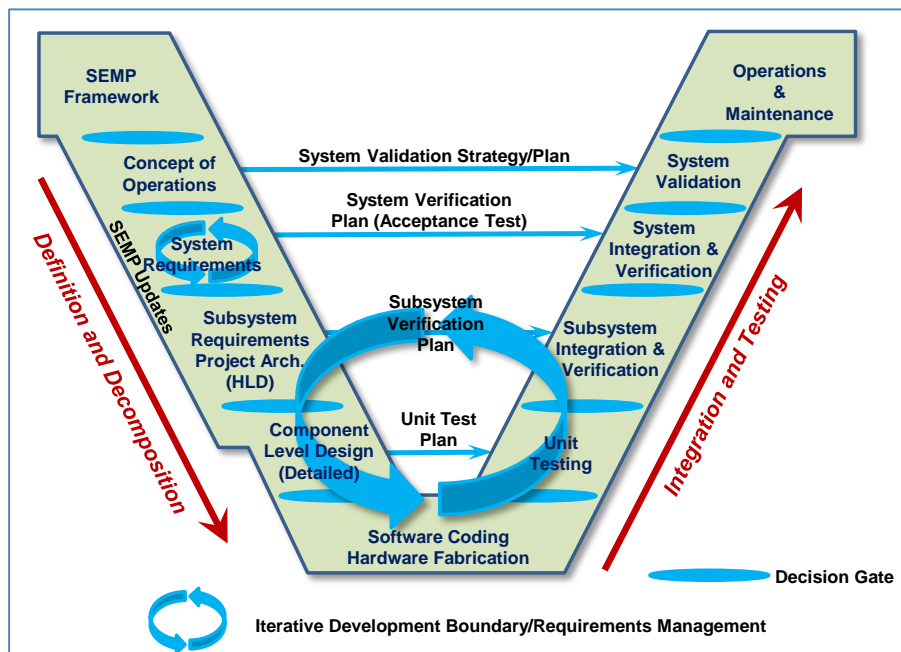 SEMP
Framework
Operations
&
Maintenance
Concept of
Operations
System Validation Strategy/Plan
System
Validation
System Verification
Plan (Acceptance Test)
System
Requirements
System
Integration &
Verification
SEMP Updates
Definition and Decomposition
Subsystem
Requirements
Project Arch.
(HLD)
Subsystem
Verification
Plan
Subsystem
Integration &
Verification
Integration and Testing
Component
Level Design
(Detailed)
Unit Test
Plan
Unit
Testing
Software Coding
Hardware Fabrication
Decision Gate
Iterative Development Boundary/Requirements Management